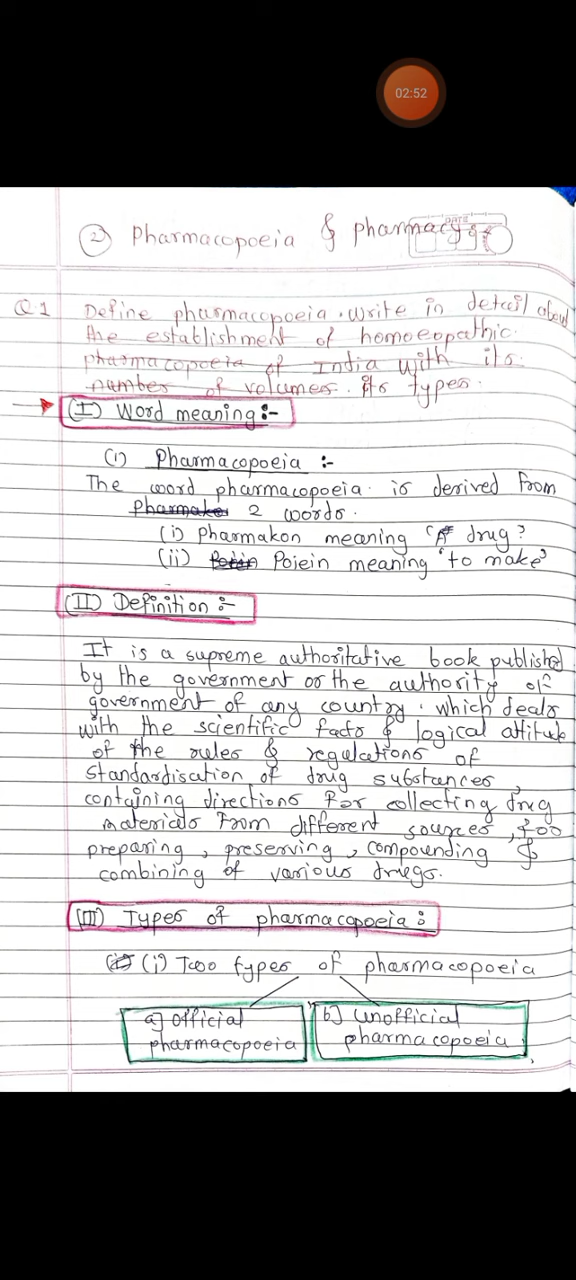 02:52
DATE
② Pharmacopoeia & pharmacy
Q.1 Define pharmacopoeia. Write in detail about
the establishment of homoeopathic
pharmacopoeia of India with its
number of volumes. its types.
(I) Word meaning :-
(i) Pharmacopoeia :-
The word pharmacopoeia is derived from
Pharmako 2 words.
(i) Pharmakon meaning 'A drug'
(ii) Poiein Poiein meaning 'to make'
(II) Definition :-
It is a supreme authoritative book published
by the government or the authority of
government of any country. which deals
with the scientific facts & logical attitude
of the rules & regulations of
standardisation of drug substances,
containing directions for collecting drug
materials from different sources, for
preparing, preserving, compounding &
combining of various drugs.
(III) Types of pharmacopoeia :
(i) (i) Two types of pharmacopoeia
a] official
pharmacopoeia
b] unofficial
pharmacopoeia